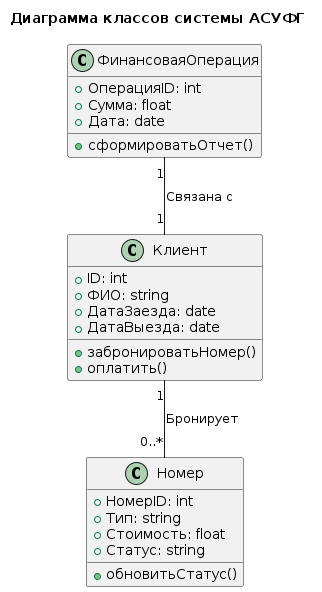 Диаграмма классов системы АСУФГ
C ФинансоваяОперация
ОперацияID: int
Сумма: float
Дата: date
сформироватьОтчет()
1
Связана с
1
C Клиент
ID: int
ФИО: string
ДатаЗаезда: date
ДатаВыезда: date
забронироватьНомер()
оплатить()
1
Бронирует
0..*
C Номер
НомерID: int
Тип: string
Стоимость: float
Статус: string
обновитьСтатус()